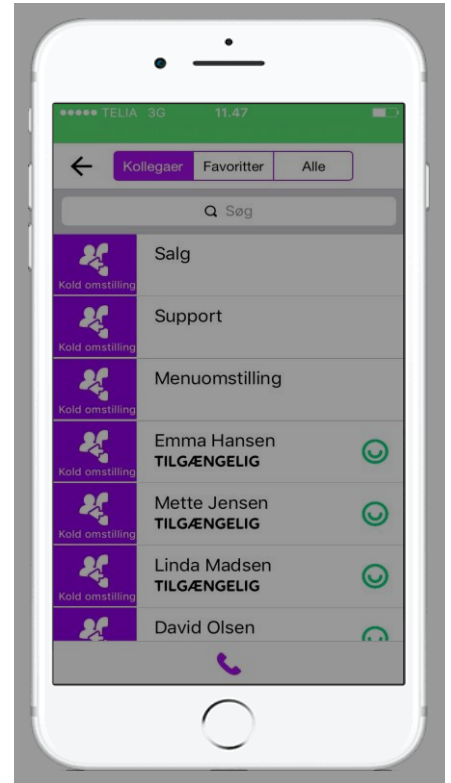 TELIA 3G 11.47
Kollegaer Favoritter Alle
Søg
Salg
Kold omstilling
Support
Kold omstilling
Menuomstilling
Kold omstilling
Emma Hansen
TILGÆNGELIG
Kold omstilling
Mette Jensen
TILGÆNGELIG
Kold omstilling
Linda Madsen
TILGÆNGELIG
Kold omstilling
David Olsen